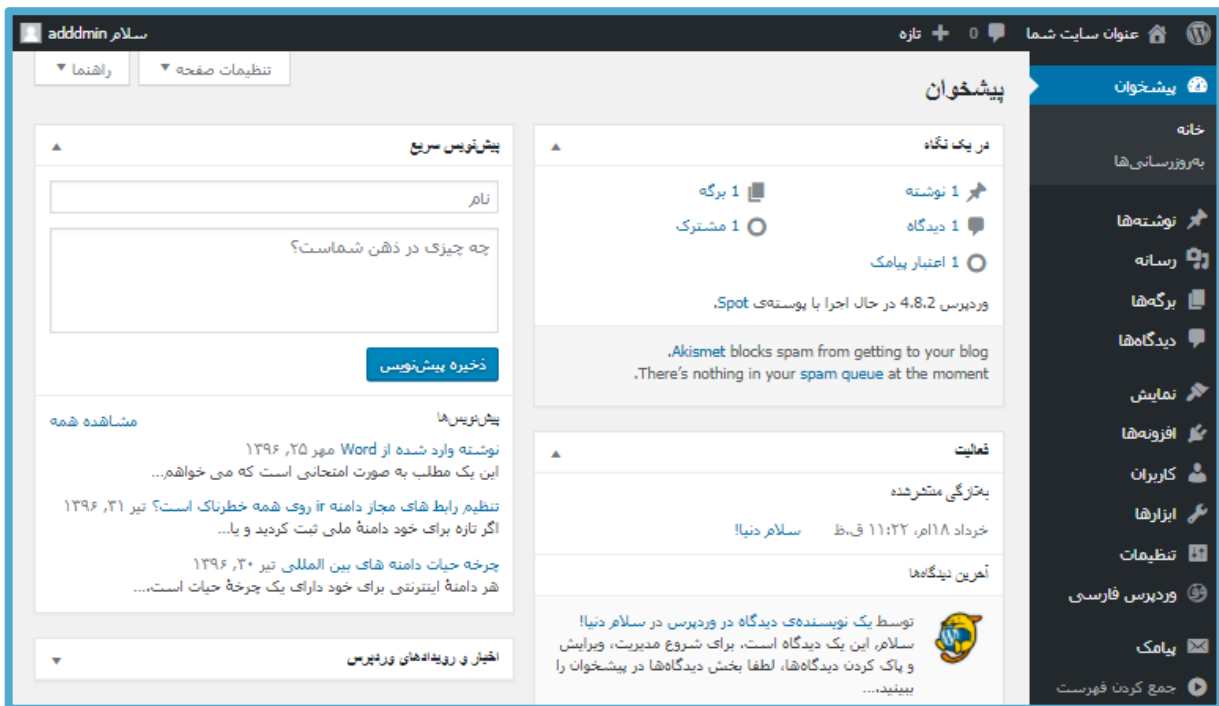 عنوان سایت شما
0
تازه
سلام adddmin
پیشخوان
خانه
به‌روزرسانی‌ها
نوشته‌ها
رسانه
برگه‌ها
دیدگاه‌ها
نمایش
افزونه‌ها
کاربران
ابزارها
تنظیمات
وردپرس فارسی
پیامک
جمع کردن فهرست
تنظیمات صفحه
راهنما
پیشخوان
در یک نگاه
1 نوشته
1 برگه
1 دیدگاه
1 مشترک
1 اعتبار پیامک
وردپرس 4.8.2 در حال اجرا با پوسته‌ی Spot.
.Akismet blocks spam from getting to your blog
.There’s nothing in your spam queue at the moment
فعالیت
به‌تازگی منتشرشده
خرداد ۱۸ام، ۱۱:۲۲ ق.ظ سلام دنیا!
آخرین دیدگاه‌ها
توسط یک نویسنده‌ی دیدگاه در وردپرس در سلام دنیا!
سلام، این یک دیدگاه است. برای شروع مدیریت، ویرایش
و پاک کردن دیدگاه‌ها، لطفا بخش دیدگاه‌ها در پیشخوان را
ببینید.…
پیش‌نویس سریع
نام
چه چیزی در ذهن شماست؟
ذخیره پیش‌نویس
پیش‌نویس‌ها
مشاهده همه
نوشته وارد شده از Word مهر ۲۵, ۱۳۹۶
این یک مطلب به صورت امتحانی است که می خواهم…
تنظیم رابط های مجاز دامنه ir روی همه خطرناک است؟ تیر ۳۱, ۱۳۹۶
اگر تازه برای خود دامنهٔ ملی ثبت کردید و یا…
چرخه حیات دامنه های بین المللی تیر ۳۰, ۱۳۹۶
هر دامنهٔ اینترنتی برای خود دارای یک چرخهٔ حیات است.…
اخبار و رویدادهای وردپرس